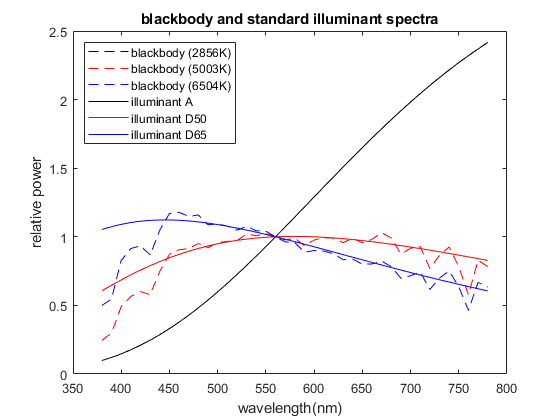 blackbody and standard illuminant spectra
2.5
2
1.5
1
0.5
0
relative power
blackbody (2856K)
blackbody (5003K)
blackbody (6504K)
illuminant A
illuminant D50
illuminant D65
350 400 450 500 550 600 650 700 750 800
wavelength(nm)